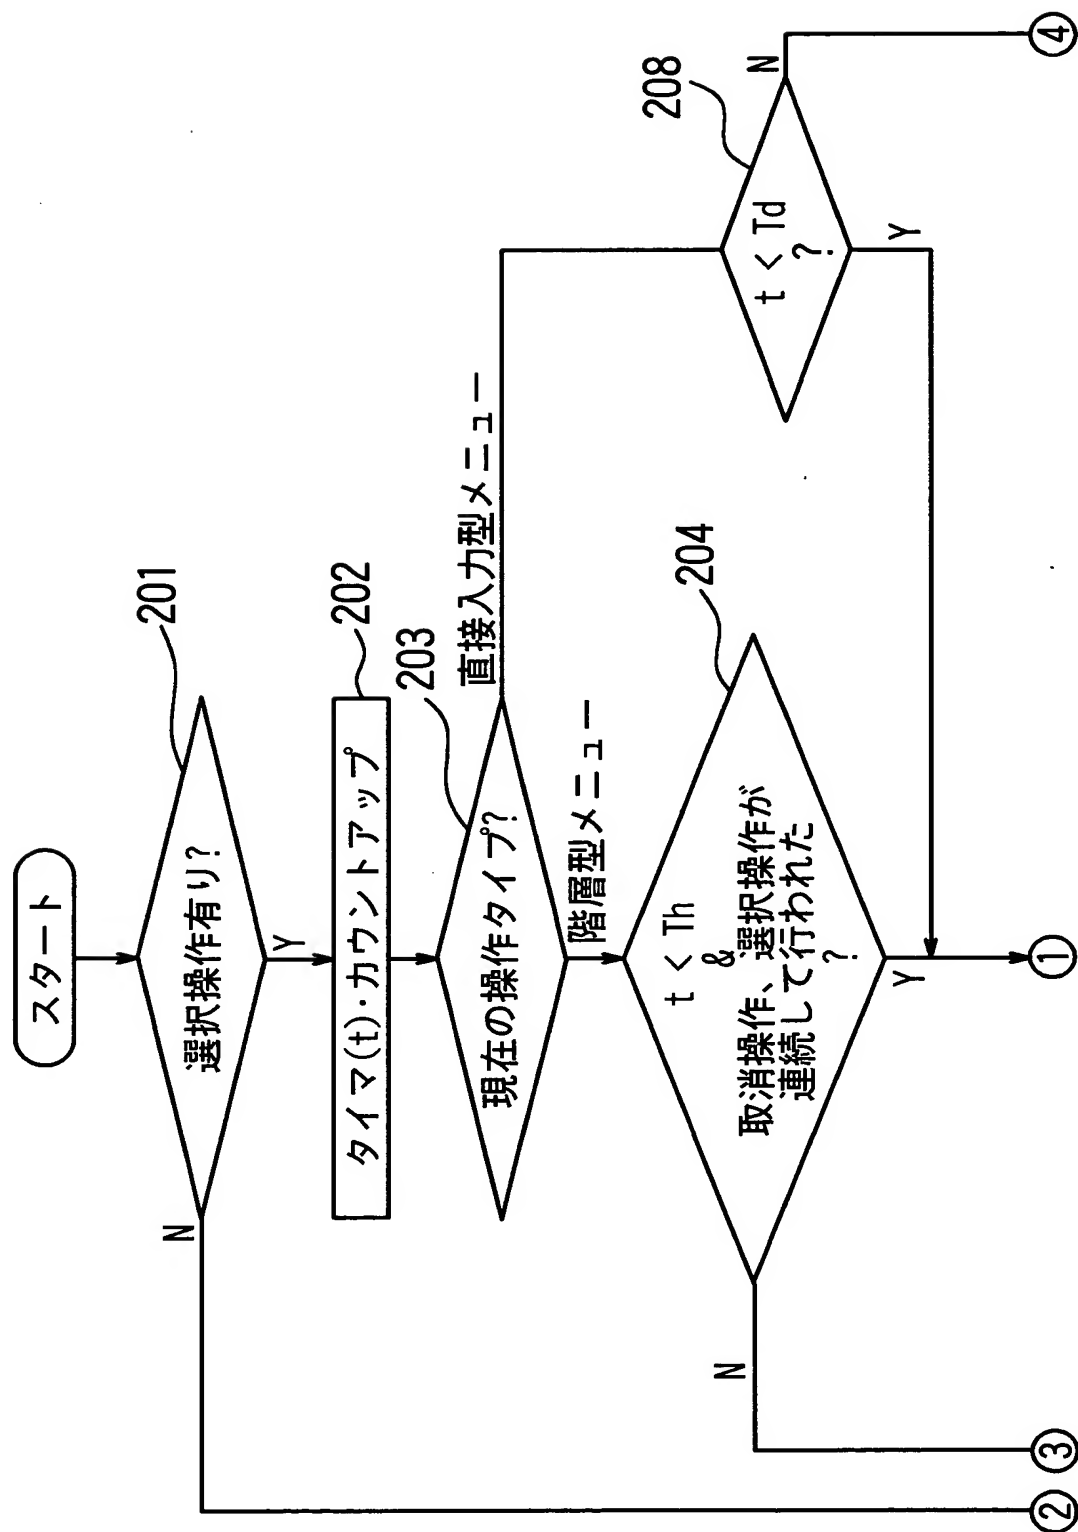 スタート
201
選択操作有り?
N
Y
202
タイマ(t)・カウントアップ
203
現在の操作タイプ?
直接入力型メニュー
階層型メニュー
204
t < Th
&
取消操作、選択操作が
連続して行われた
?
N
Y
208
t < Td
?
N
Y
②
③
①
④